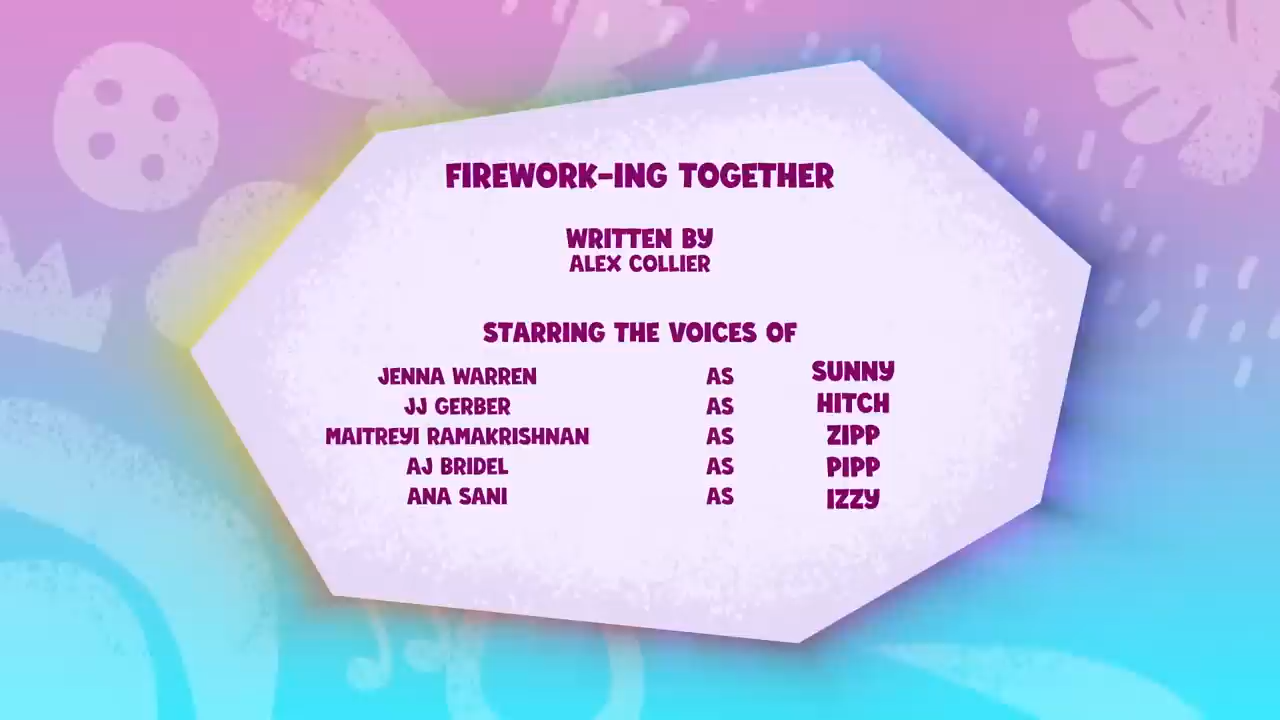 FIREWORK-ING TOGETHER
WRITTEN BY
ALEX COLLIER
STARRING THE VOICES OF
JENNA WARREN AS SUNNY
JJ GERBER AS HITCH
MAITREYI RAMAKRISHNAN AS ZIPP
AJ BRIDEL AS PIPP
ANA SANI AS IZZY